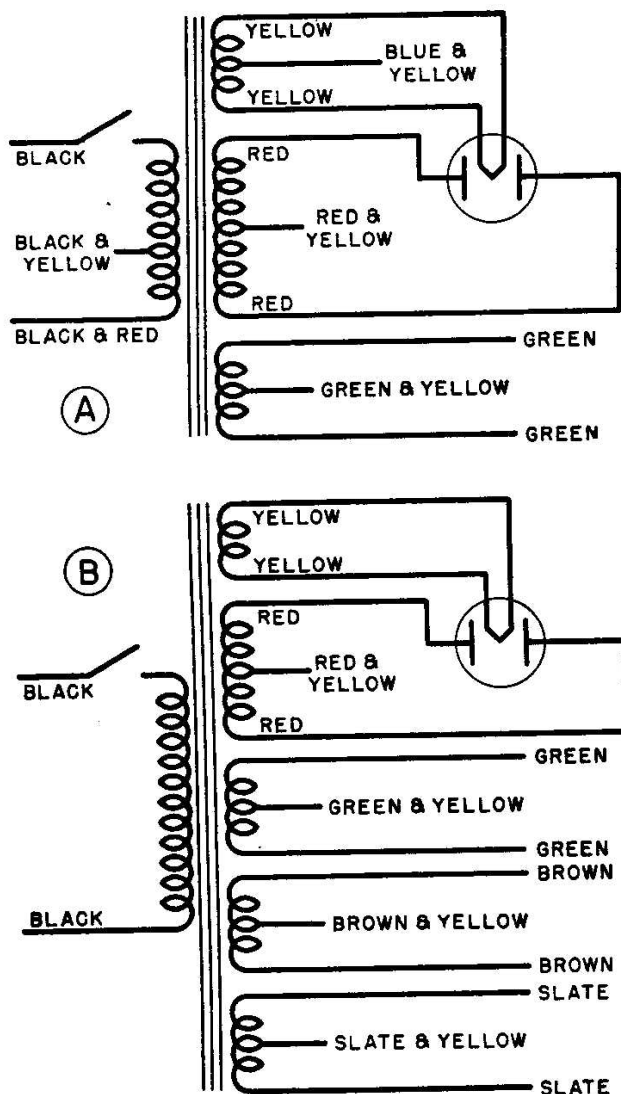 YELLOW
BLUE &
YELLOW
YELLOW
BLACK
RED
BLACK &
YELLOW
RED &
YELLOW
RED
BLACK & RED
GREEN
GREEN & YELLOW
A
GREEN
YELLOW
B
YELLOW
RED
BLACK
RED &
YELLOW
RED
GREEN
GREEN & YELLOW
GREEN
BROWN
BLACK
BROWN & YELLOW
BROWN
SLATE
SLATE & YELLOW
SLATE